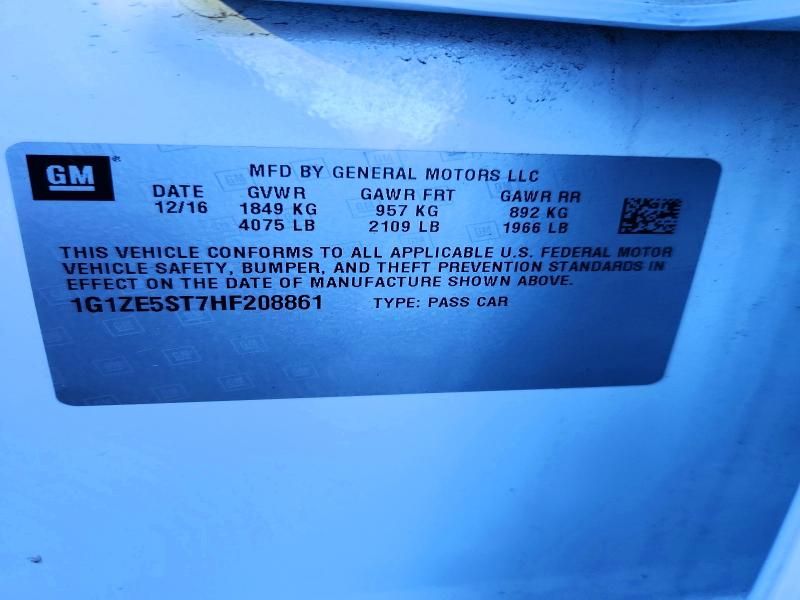 GM
MFD BY GENERAL MOTORS LLC
DATE GVWR GAWR FRT GAWR RR
12/16 1849 KG 957 KG 892 KG
4075 LB 2109 LB 1966 LB
THIS VEHICLE CONFORMS TO ALL APPLICABLE U.S. FEDERAL MOTOR
VEHICLE SAFETY, BUMPER, AND THEFT PREVENTION STANDARDS IN
EFFECT ON THE DATE OF MANUFACTURE SHOWN ABOVE.
1G1ZE5ST7HF208861 TYPE: PASS CAR